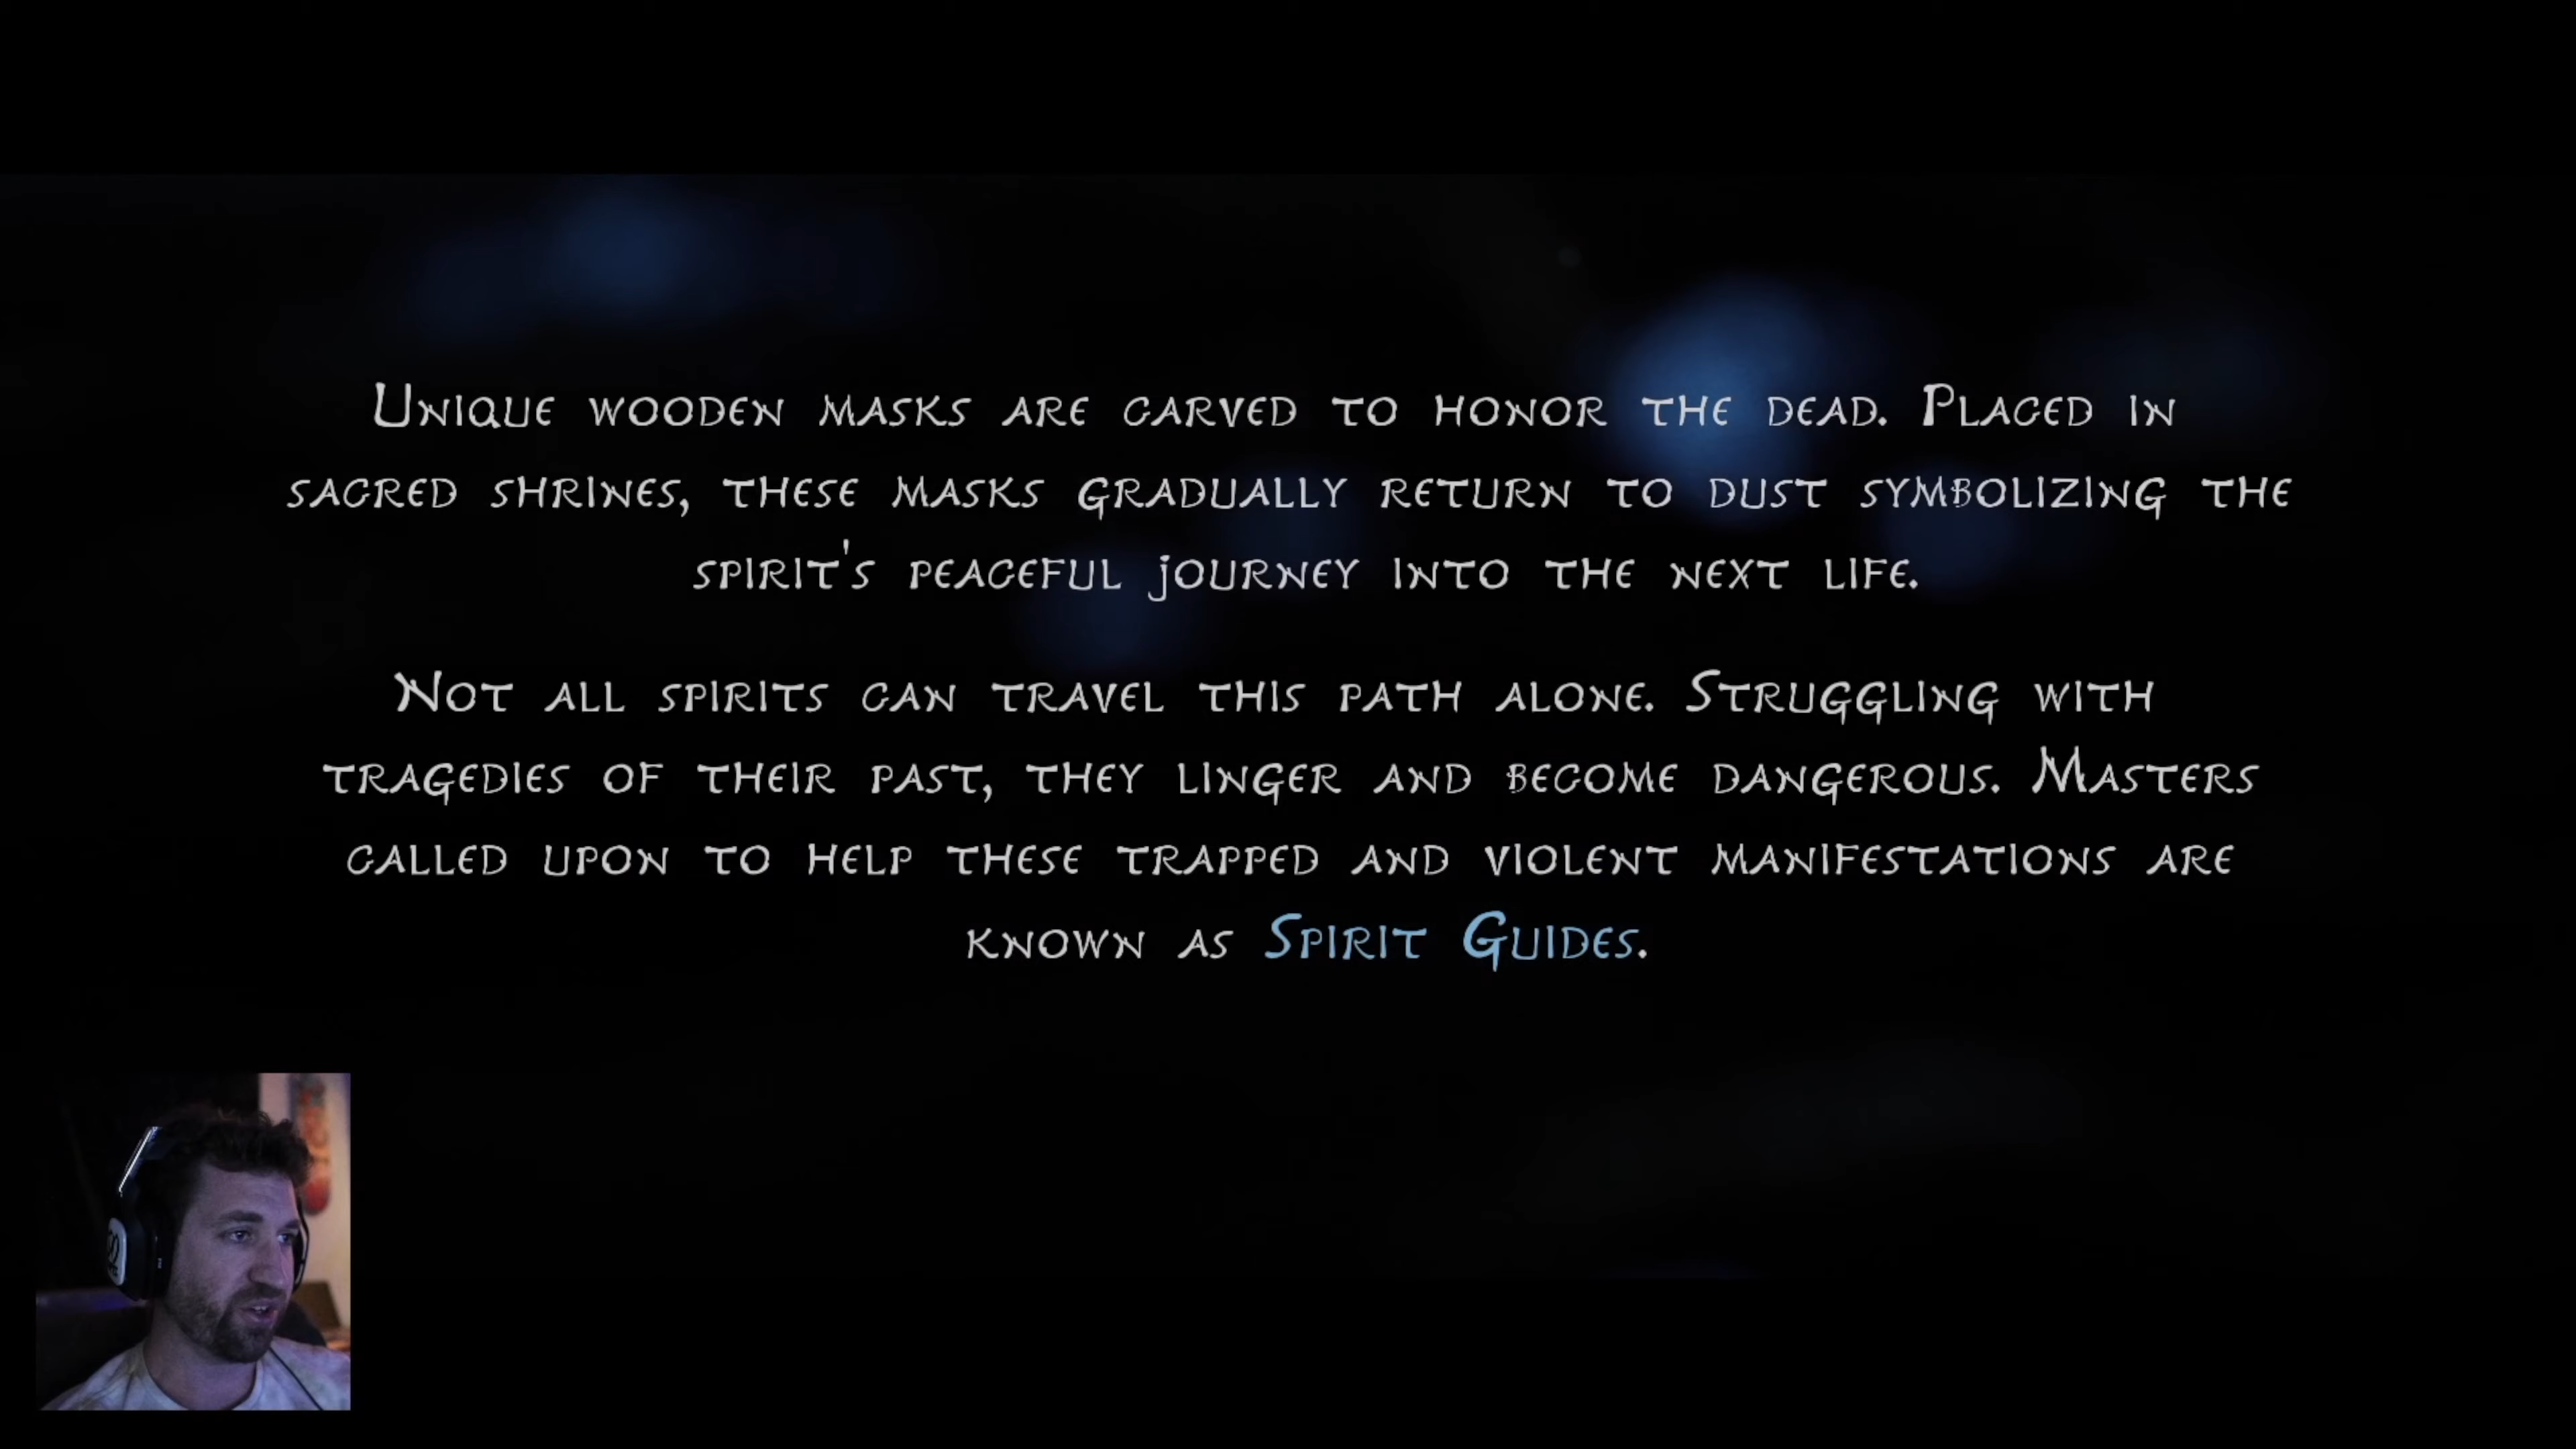 Unique wooden masks are carved to honor the dead. Placed in
sacred shrines, these masks gradually return to dust symbolizing the
spirit's peaceful journey into the next life.
Not all spirits can travel this path alone. Struggling with
tragedies of their past, they linger and become dangerous. Masters
called upon to help these trapped and violent manifestations are
known as Spirit Guides.